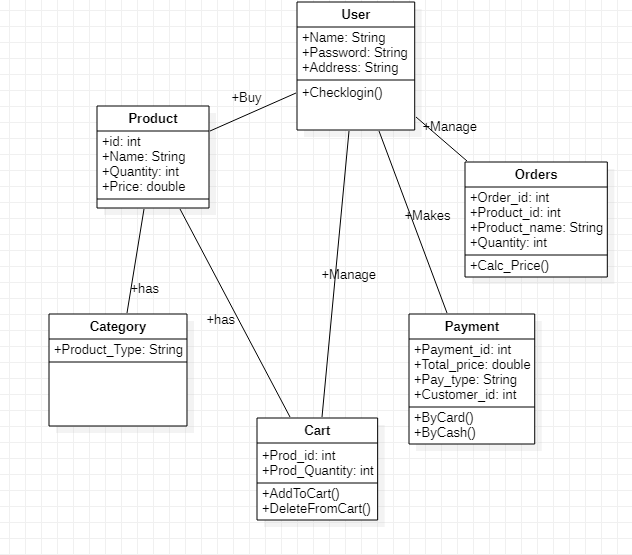 User
+Name: String
+Password: String
+Address: String
+Checklogin()
+Buy
+Manage
Product
+id: int
+Name: String
+Quantity: int
+Price: double
Orders
+Order_id: int
+Product_id: int
+Product_name: String
+Quantity: int
+Calc_Price()
+Makes
+Manage
+has
+has
Category
+Product_Type: String
Payment
+Payment_id: int
+Total_price: double
+Pay_type: String
+Customer_id: int
+ByCard()
+ByCash()
Cart
+Prod_id: int
+Prod_Quantity: int
+AddToCart()
+DeleteFromCart()